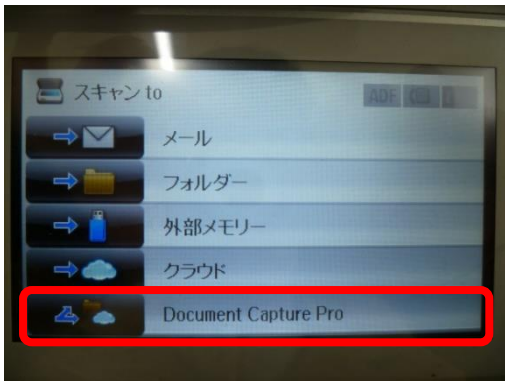 スキャン to
ADF
メール
フォルダー
外部メモリー
クラウド
Document Capture Pro